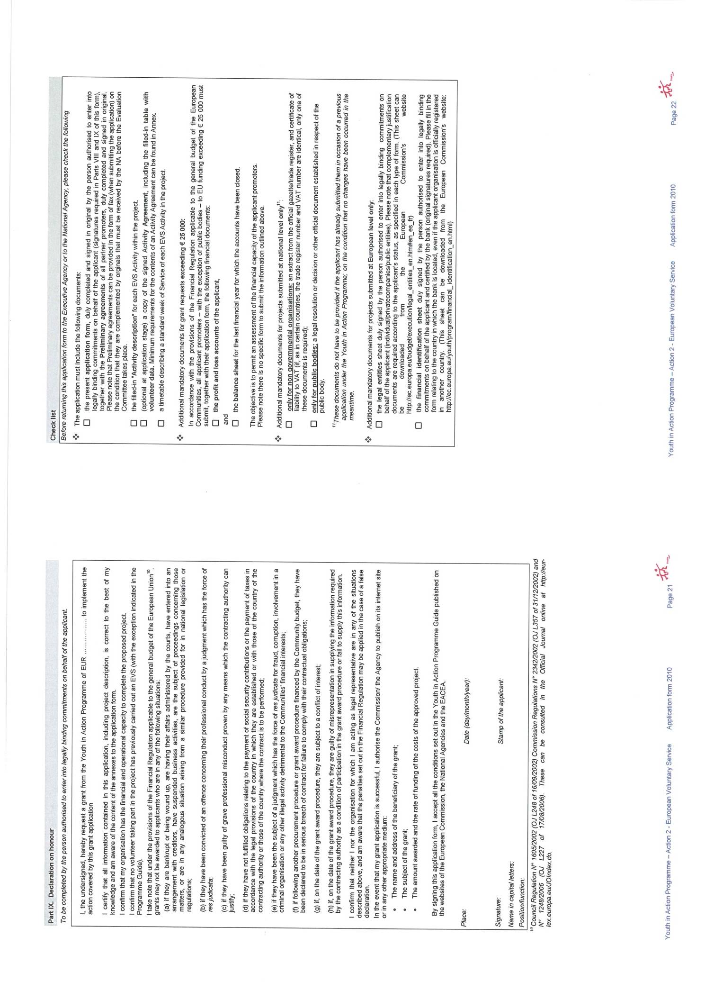 Part IX. Declaration on honour
To be completed by the person authorised to enter into legally binding commitments on behalf of the applicant.
I, the undersigned, hereby request a grant from the Youth in Action Programme of EUR .................. to implement the
action covered by this grant application
I certify that all information contained in this application, including project description, is correct to the best of my
knowledge and am aware of the content of the annexes to the application form.
I confirm that my organisation has the financial and operational capacity to complete the proposed project.
I confirm that no volunteer taking part in the project has previously carried out an EVS (with the exception indicated in the
Programme Guide).
I take note that under the provisions of the Financial Regulation applicable to the general budget of the European Union¹⁰,
grants may not be awarded to applicants who are in any of the following situations:
(a) if they are bankrupt or being wound up, are having their affairs administered by the courts, have entered into an
arrangement with creditors, have suspended business activities, are the subject of proceedings concerning those
matters, or are in any analogous situation arising from a similar procedure provided for in national legislation or
regulations;
(b) if they have been convicted of an offence concerning their professional conduct by a judgment which has the force of
res judicata;
(c) if they have been guilty of grave professional misconduct proven by any means which the contracting authority can
justify;
(d) if they have not fulfilled obligations relating to the payment of social security contributions or the payment of taxes in
accordance with the legal provisions of the country in which they are established or with those of the country of the
contracting authority or those of the country where the contract is to be performed;
(e) if they have been the subject of a judgment which has the force of res judicata for fraud, corruption, involvement in a
criminal organisation or any other illegal activity detrimental to the Communities' financial interests;
(f) if following another procurement procedure or grant award procedure financed by the Community budget, they have
been declared to be in serious breach of contract for failure to comply with their contractual obligations;
(g) if, on the date of the grant award procedure, they are subject to a conflict of interest;
(h) if, on the date of the grant award procedure, they are guilty of misrepresentation in supplying the information required
by the contracting authority as a condition of participation in the grant award procedure or fail to supply this information.
I confirm that neither I nor the organisation for which I am acting as legal representative are in any of the situations
described above, and am aware that the penalties set out in the Financial Regulation may be applied in the case of a false
declaration.
In the event that my grant application is successful, I authorise the Commission/ the Agency to publish on its internet site
or in any other appropriate medium:
• The name and address of the beneficiary of the grant;
• The subject of the grant;
• The amount awarded and the rate of funding of the costs of the approved project.
By signing this application form, I accept all the conditions set out in the Youth in Action Programme Guide published on
the websites of the European Commission, the National Agencies and the EACEA.
Place: Date (day/month/year):
Signature: Stamp of the applicant:
Name in capital letters:
Position/function:
¹⁰ Council Regulation N° 1605/2002 (OJ L248 of 16/09/2002) Commission Regulations N° 2342/2002 (OJ L357 of 31/12/2002) and
N° 1248/2006 (OJ L227 of 17/08/2006). These can be consulted in the Official Journal online at http://eur-
lex.europa.eu/JOIndex.do.
Youth in Action Programme – Action 2 - European Voluntary Service Application form 2010 Page 21
Check list
Before returning this application form to the Executive Agency or to the National Agency, please check the following
❖ The application must include the following documents:
☐ the present application form, duly completed and signed in original by the person authorised to enter into
legally binding commitments on behalf of the applicant (signatures required in Parts VIII and IX of this form),
together with the Preliminary agreements of all partner promoters, duly completed and signed in original.
Please note that Preliminary agreements can be provided in the form of fax (when submitting the application) on
the condition that they are complemented by orginals that must be received by the NA before the Evaluation
Committee takes place.
☐ the filled-in "Activity description" for each EVS Activity within the project.
☐ (optional at application stage) a copy of the signed Activity Agreement, including the filled-in table with
volunteer data. Minimum requirements for the contents of an Activity Agreement can be found in Annex.
☐ a timetable describing a standard week of Service of each EVS Activity in the project.
❖ Additional mandatory documents for grant requests exceeding € 25 000:
In accordance with the provisions of the Financial Regulation applicable to the general budget of the European
Communities, all applicant promoters – with the exception of public bodies – to EU funding exceeding € 25 000 must
submit, together with their application form, the following financial documents:
☐ the profit and loss accounts of the applicant,
and
☐ the balance sheet for the last financial year for which the accounts have been closed.
The objective is to permit an assessment of the financial capacity of the applicant promoters.
Please note there is no specific form to submit the information outlined above.
❖ Additional mandatory documents for projects submitted at national level only¹¹:
☐ only for non governmental organisations: an extract from the official gazette/trade register, and certificate of
liability to VAT (if, as in certain countries, the trade register number and VAT number are identical, only one of
these documents is required);
☐ only for public bodies: a legal resolution or decision or other official document established in respect of the
public body.
¹¹These documents do not have to be provided if the applicant has already submitted them in occasion of a previous
application under the Youth in Action Programme; on the condition that no changes have been occurred in the
meantime.
❖ Additional mandatory documents for projects submitted at European level only:
☐ the legal entities sheet duly signed by the person authorised to enter into legally binding commitments on
behalf of the applicant (individual/privatecompanies/public entities). Please note that complementary justification
documents are required according to the applicant's status, as specified in each type of form. (This sheet can
be downloaded from the European Commission's website
http://ec.europa.eu/budget/execution/legal_entities_en.htm#en_es_fr)
☐ the financial identification sheet duly signed by the person authorised to enter into legally binding
commitments on behalf of the applicant and certified by the bank (original signatures required). Please fill in the
form relating to the country in which the bank is located, even if the applicant organisation is officially registered
in another country. (This sheet can be downloaded from the European Commission's website:
http://ec.europa.eu/youth/program/financial_identification_en.html)
Youth in Action Programme – Action 2 - European Voluntary Service Application form 2010 Page 22